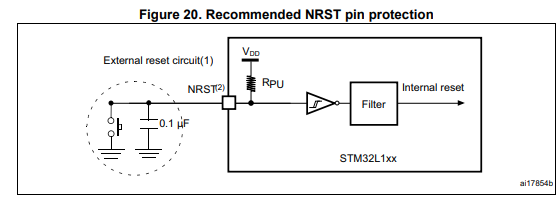 Figure 20. Recommended NRST pin protection
External reset circuit(1)
VDD
NRST(2)
RPU
Internal reset
Filter
0.1 μF
STM32L1xx
ai17854b